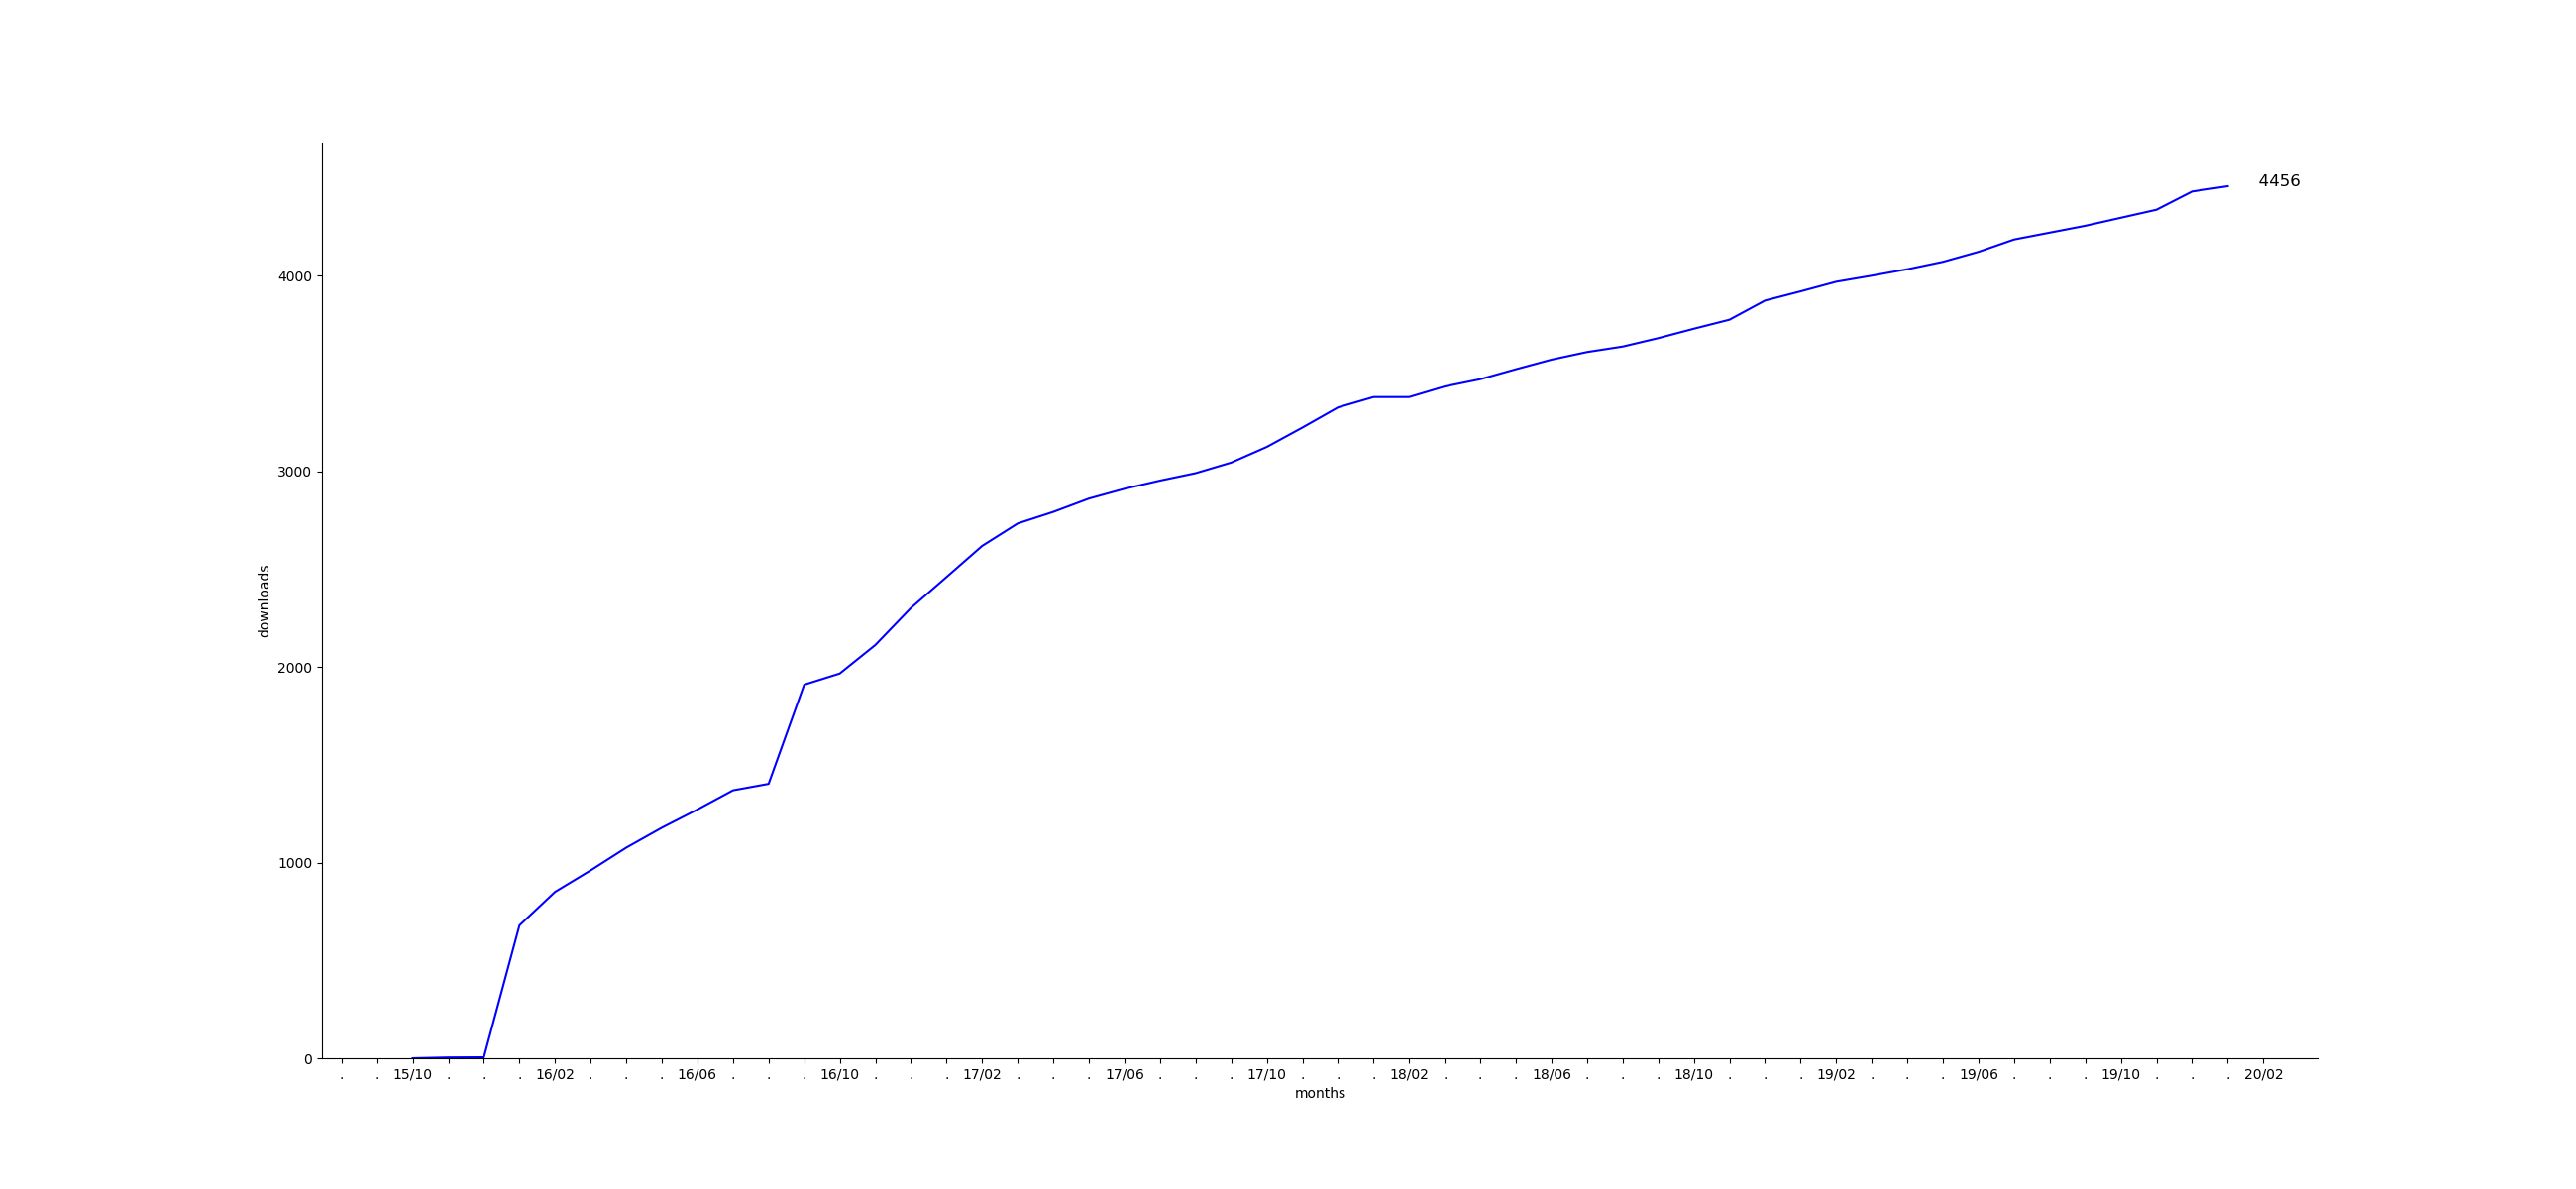 4456
4000
3000
2000
1000
0
downloads
. . 15/10 . . . 16/02 . . . 16/06 . . . 16/10 . . . 17/02 . . . 17/06 . . . 17/10 . . . 18/02 . . . 18/06 . . . 18/10 . . . 19/02 . . . 19/06 . . . 19/10 . . . 20/02
months